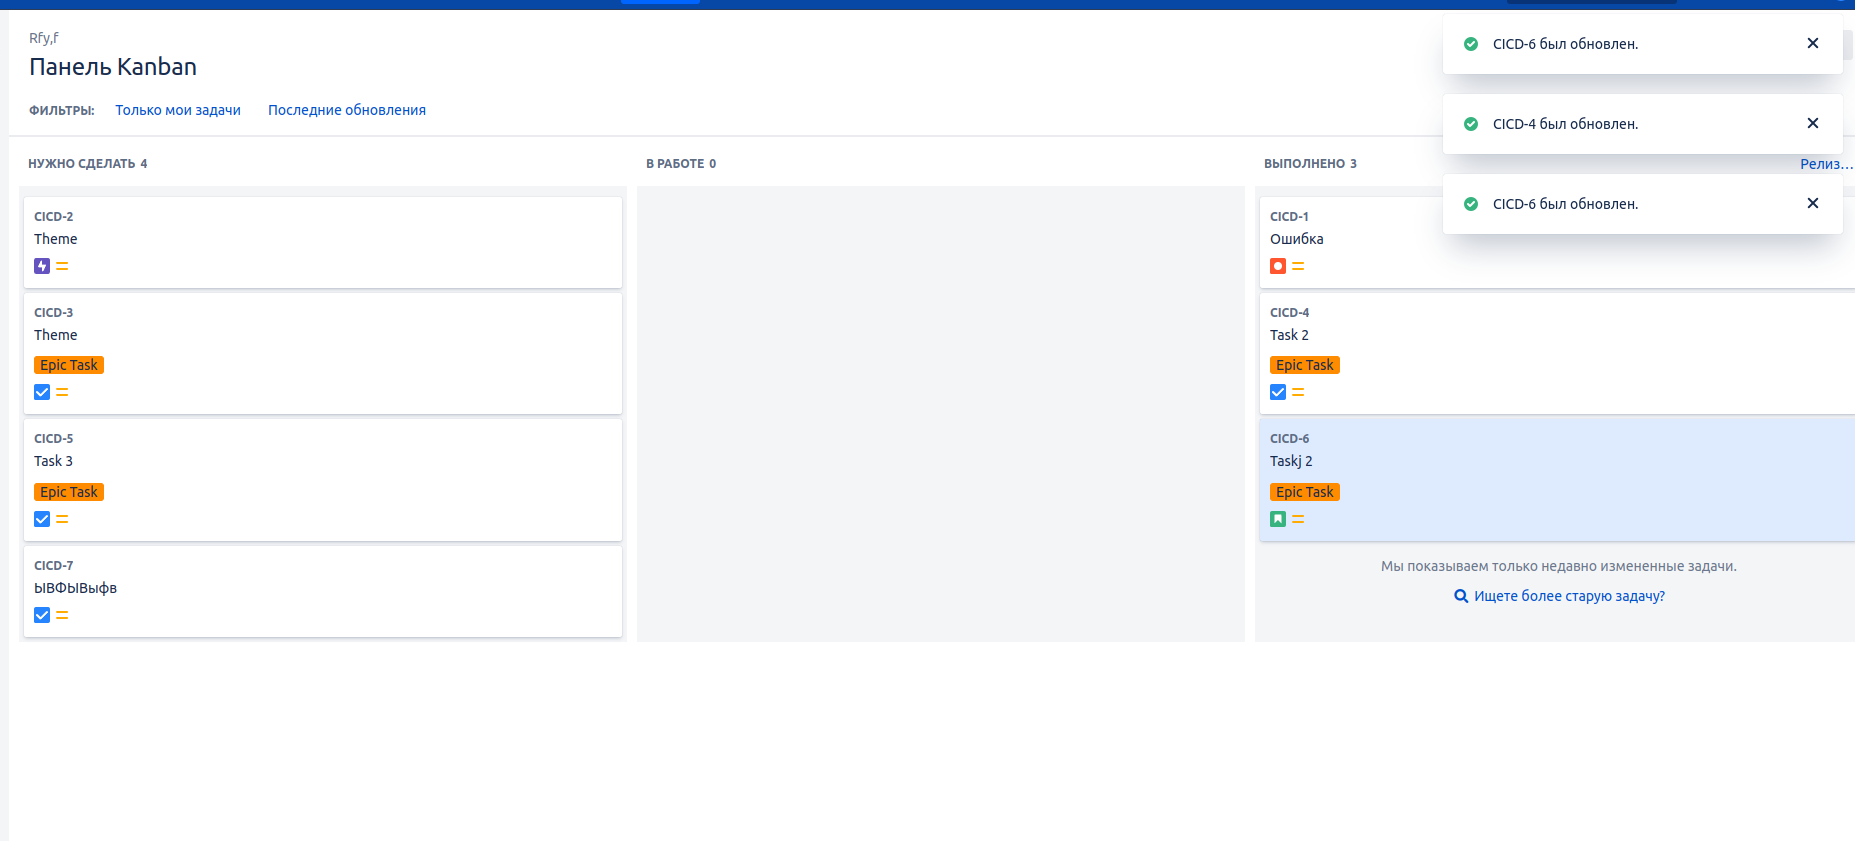 Rfy,f
Панель Kanban
ФИЛЬТРЫ: Только мои задачи Последние обновления
CICD-6 был обновлен.
CICD-4 был обновлен.
CICD-6 был обновлен.
НУЖНО СДЕЛАТЬ 4
CICD-2
Theme
CICD-3
Theme
Epic Task
CICD-5
Task 3
Epic Task
CICD-7
ЫВФЫВыфв
В РАБОТЕ 0
ВЫПОЛНЕНО 3
Релиз...
CICD-1
Ошибка
CICD-4
Task 2
Epic Task
CICD-6
Taskj 2
Epic Task
Мы показываем только недавно измененные задачи.
Ищете более старую задачу?